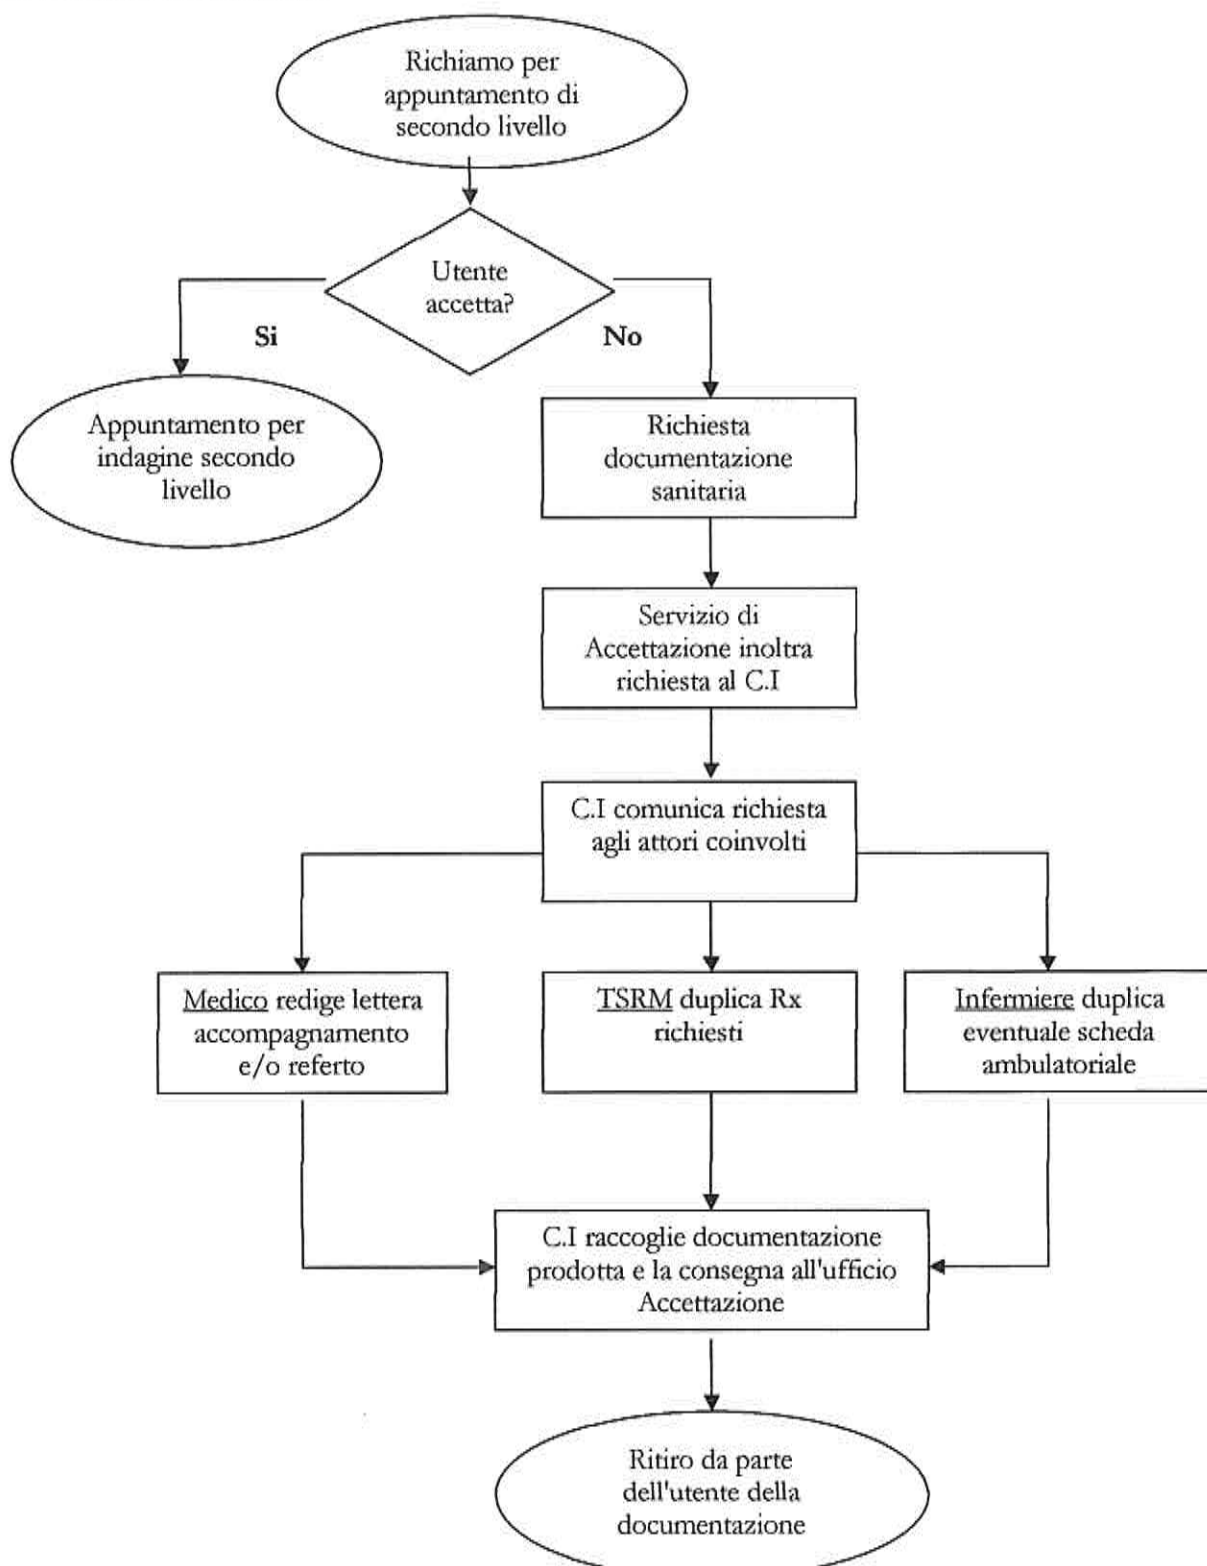 Richiamo per
appuntamento di
secondo livello
Utente
accetta?
Si
No
Appuntamento per
indagine secondo
livello
Richiesta
documentazione
sanitaria
Servizio di
Accettazione inoltra
richiesta al C.I
C.I comunica richiesta
agli attori coinvolti
Medico redige lettera
accompagnamento
e/o referto
TSRM duplica Rx
richiesti
Infermiere duplica
eventuale scheda
ambulatoriale
C.I raccoglie documentazione
prodotta e la consegna all'ufficio
Accettazione
Ritiro da parte
dell'utente della
documentazione